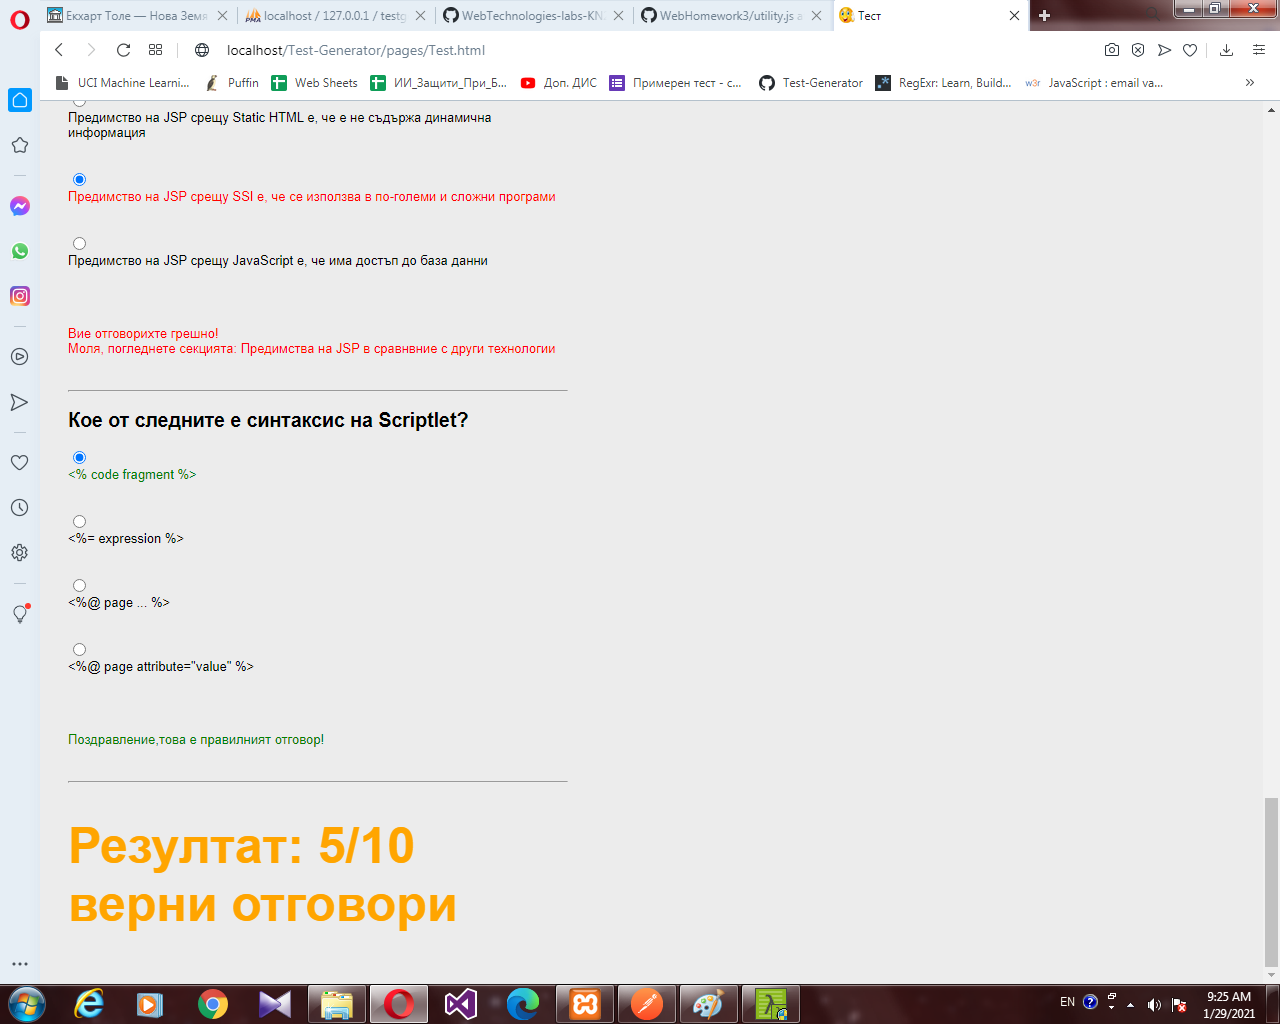 Екхарт Толе — Нова Земя
localhost / 127.0.0.1 / testg
WebTechnologies-labs-KN
WebHomework3/utility.js a
Тест
localhost/Test-Generator/pages/Test.html
UCI Machine Learni...
Puffin
Web Sheets
ИИ_Защити_При_Б...
Доп. ДИС
Примерен тест - с...
Test-Generator
RegExr: Learn, Build...
JavaScript : email va...
Предимство на JSP срещу Static HTML е, че е не съдържа динамична
информация
Предимство на JSP срещу SSI е, че се използва в по-големи и сложни програми
Предимство на JSP срещу JavaScript е, че има достъп до база данни
Вие отговорихте грешно!
Моля, погледнете секцията: Предимства на JSP в сравнвние с други технологии
Кое от следните е синтаксис на Scriptlet?
<% code fragment %>
<%= expression %>
<%@ page ... %>
<%@ page attribute="value" %>
Поздравление,това е правилният отговор!
Резултат: 5/10
верни отговори
EN
9:25 AM
1/29/2021